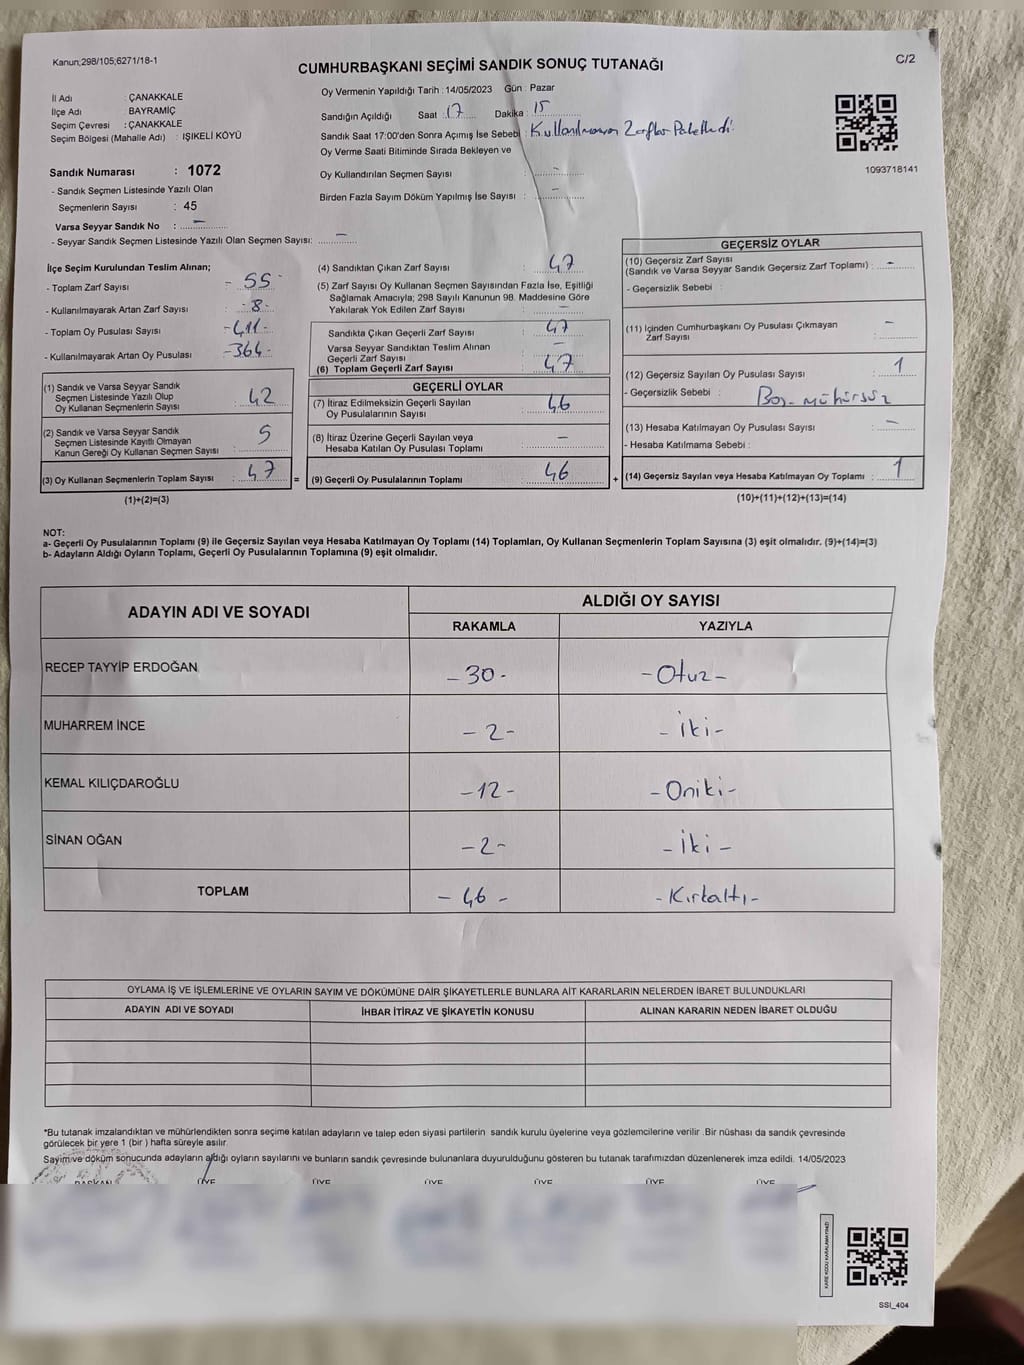 Kanun;298/105;6271/18-1
C/2
CUMHURBAŞKANI SEÇİMİ SANDIK SONUÇ TUTANAĞI
İl Adı : ÇANAKKALE
İlçe Adı : BAYRAMİÇ
Seçim Çevresi : ÇANAKKALE
Seçim Bölgesi (Mahalle Adı) : IŞIKELİ KÖYÜ
Sandık Numarası : 1072
- Sandık Seçmen Listesinde Yazılı Olan
Seçmenlerin Sayısı : 45
Varsa Seyyar Sandık No : -
- Seyyar Sandık Seçmen Listesinde Yazılı Olan Seçmen Sayısı: -
Oy Vermenin Yapıldığı Tarih : 14/05/2023 Gün : Pazar
Sandığın Açıldığı Saat : 17 Dakika : 15
Sandık Saat 17:00'den Sonra Açımış İse Sebebi : Kullanılmayan Zarflar Paketledi.
Oy Verme Saati Bitiminde Sırada Bekleyen ve
Oy Kullandırılan Seçmen Sayısı : -
Birden Fazla Sayım Döküm Yapılmış İse Sayısı : -
1093718141
İlçe Seçim Kurulundan Teslim Alınan;
- Toplam Zarf Sayısı - 55 -
- Kullanılmayarak Artan Zarf Sayısı - 8 -
- Toplam Oy Pusulası Sayısı - 411 -
- Kullanılmayarak Artan Oy Pusulası - 364 -
(1) Sandık ve Varsa Seyyar Sandık
Seçmen Listesinde Yazılı Olup
Oy Kullanan Seçmenlerin Sayısı : 42
(2) Sandık ve Varsa Seyyar Sandık
Seçmen Listesinde Kayıtlı Olmayan
Kanun Gereği Oy Kullanan Seçmen Sayısı : 5
(3) Oy Kullanan Seçmenlerin Toplam Sayısı : 47
(1)+(2)=(3)
(4) Sandıktan Çıkan Zarf Sayısı : 47
(5) Zarf Sayısı Oy Kullanan Seçmen Sayısından Fazla İse, Eşitliği
Sağlamak Amacıyla; 298 Sayılı Kanunun 98. Maddesine Göre
Yakılarak Yok Edilen Zarf Sayısı : -
Sandıkta Çıkan Geçerli Zarf Sayısı : 47
Varsa Seyyar Sandıktan Teslim Alınan
Geçerli Zarf Sayısı : -
(6) Toplam Geçerli Zarf Sayısı : 47
GEÇERLİ OYLAR
(7) İtiraz Edilmeksizin Geçerli Sayılan
Oy Pusulalarının Sayısı : 46
(8) İtiraz Üzerine Geçerli Sayılan veya
Hesaba Katılan Oy Pusulası Toplamı : -
= (9) Geçerli Oy Pusulalarının Toplamı : 46
GEÇERSİZ OYLAR
(10) Geçersiz Zarf Sayısı
(Sandık ve Varsa Seyyar Sandık Geçersiz Zarf Toplamı) : -
- Geçersizlik Sebebi :
(11) İçinden Cumhurbaşkanı Oy Pusulası Çıkmayan
Zarf Sayısı : -
(12) Geçersiz Sayılan Oy Pusulası Sayısı : 1
- Geçersizlik Sebebi : Boş - mühürsüz
(13) Hesaba Katılmayan Oy Pusulası Sayısı : -
- Hesaba Katılmama Sebebi :
+ (14) Geçersiz Sayılan veya Hesaba Katılmayan Oy Toplamı : 1
(10)+(11)+(12)+(13)=(14)
NOT:
a- Geçerli Oy Pusulalarının Toplamı (9) ile Geçersiz Sayılan veya Hesaba Katılmayan Oy Toplamı (14) Toplamları, Oy Kullanan Seçmenlerin Toplam Sayısına (3) eşit olmalıdır. (9)+(14)=(3)
b- Adayların Aldığı Oyların Toplamı, Geçerli Oy Pusulalarının Toplamına (9) eşit olmalıdır.
ADAYIN ADI VE SOYADI ALDIĞI OY SAYISI
RAKAMLA YAZIYLA
RECEP TAYYİP ERDOĞAN - 30 - - Otuz -
MUHARREM İNCE - 2 - - İki -
KEMAL KILIÇDAROĞLU - 12 - - Oniki -
SİNAN OĞAN - 2 - - İki -
TOPLAM - 46 - - Kırkaltı -
OYLAMA İŞ VE İŞLEMLERİNE VE OYLARIN SAYIM VE DÖKÜMÜNE DAİR ŞİKAYETLERLE BUNLARA AİT KARARLARIN NELERDEN İBARET BULUNDUKLARI
ADAYIN ADI VE SOYADI İHBAR İTİRAZ VE ŞİKAYETİN KONUSU ALINAN KARARIN NEDEN İBARET OLDUĞU
*Bu tutanak imzalandıktan ve mühürlendikten sonra seçime katılan adayların ve talep eden siyasi partilerin sandık kurulu üyelerine veya gözlemcilerine verilir .Bir nüshası da sandık çevresinde
görülecek bir yere 1 (bir ) hafta süreyle asılır.
Sayım ve döküm sonucunda adayların aldığı oyların sayılarını ve bunların sandık çevresinde bulunanlara duyurulduğunu gösteren bu tutanak tarafımızdan düzenlenerek imza edildi. 14/05/2023
BAŞKAN ÜYE ÜYE ÜYE ÜYE ÜYE ÜYE
KARE KODU KARALAMAYINIZ!
SSI_404